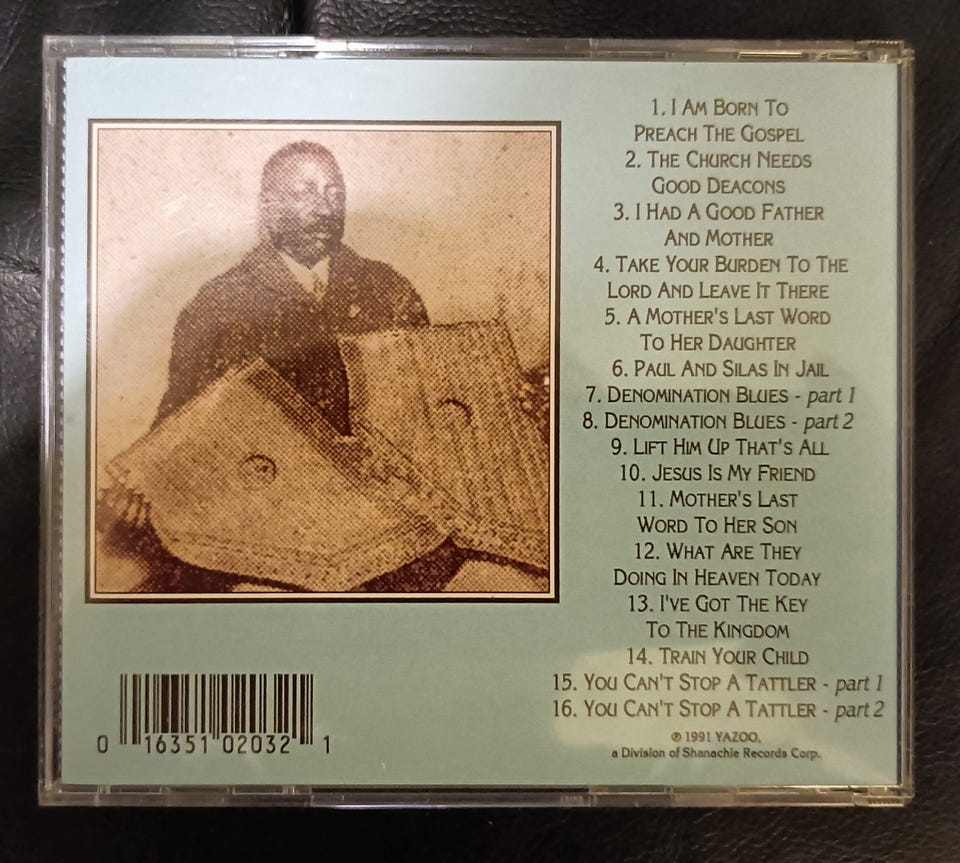 1. I Am Born To
Preach The Gospel
2. The Church Needs
Good Deacons
3. I Had A Good Father
And Mother
4. Take Your Burden To The
Lord And Leave It There
5. A Mother's Last Word
To Her Daughter
6. Paul And Silas In Jail
7. Denomination Blues - part 1
8. Denomination Blues - part 2
9. Lift Him Up That's All
10. Jesus Is My Friend
11. Mother's Last
Word To Her Son
12. What Are They
Doing In Heaven Today
13. I've Got The Key
To The Kingdom
14. Train Your Child
15. You Can't Stop A Tattler - part 1
16. You Can't Stop A Tattler - part 2
℗ 1991 YAZOO,
a Division of Shanachie Records Corp.
0 16351 02032 1